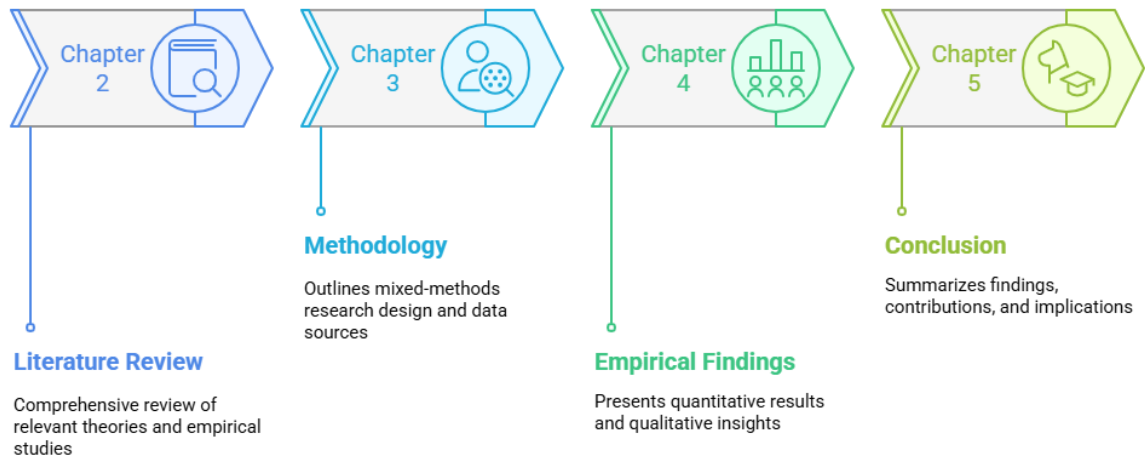 Chapter
2
Chapter
3
Chapter
4
Chapter
5
Methodology
Outlines mixed-methods
research design and data
sources
Conclusion
Summarizes findings,
contributions, and implications
Literature Review
Comprehensive review of
relevant theories and empirical
studies
Empirical Findings
Presents quantitative results
and qualitative insights